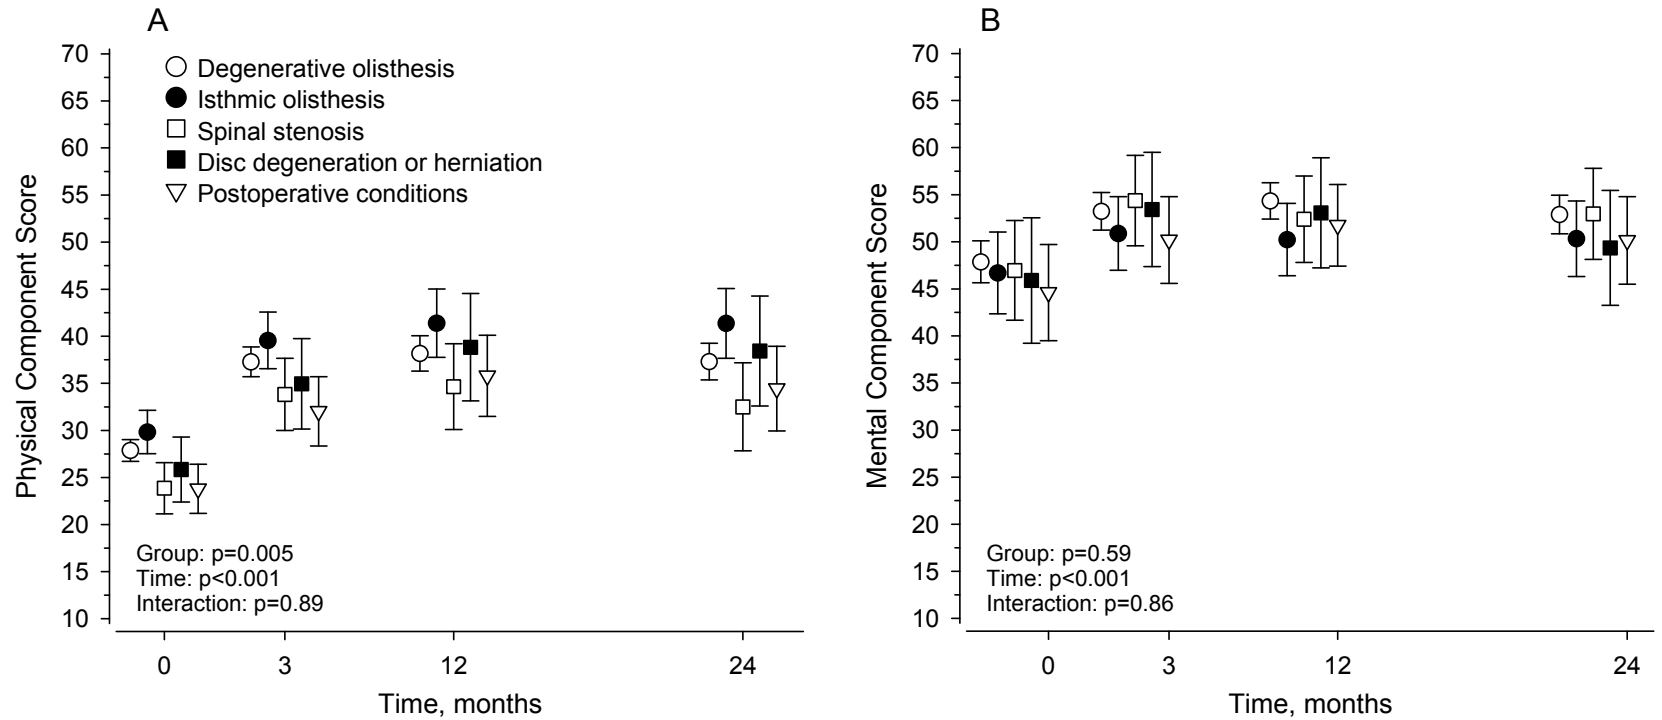 A
Physical Component Score
70
65
60
55
50
45
40
35
30
25
20
15
10
Degenerative olisthesis
Isthmic olisthesis
Spinal stenosis
Disc degeneration or herniation
Postoperative conditions
Group: p=0.005
Time: p<0.001
Interaction: p=0.89
0 3 12 24
Time, months
B
Mental Component Score
70
65
60
55
50
45
40
35
30
25
20
15
10
Group: p=0.59
Time: p<0.001
Interaction: p=0.86
0 3 12 24
Time, months